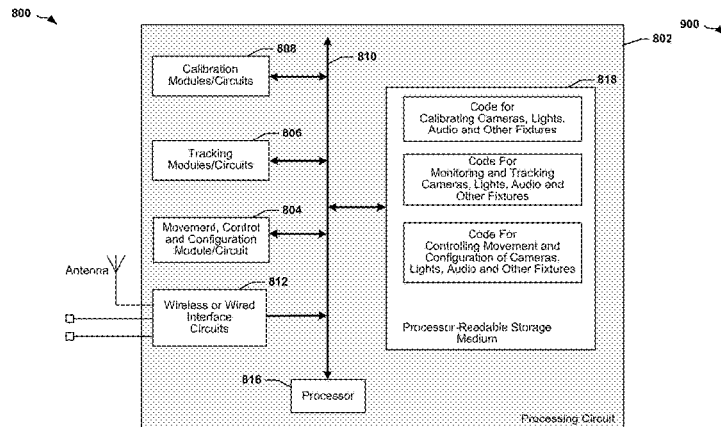 800
802
900
808
810
818
Calibration
Modules/Circuits
Code for
Calibrating Cameras, Lights,
Audio and Other Fixtures
806
Tracking
Modules/Circuits
Code For
Monitoring and Tracking
Cameras, Lights, Audio and
Other Fixtures
804
Movement, Control
and Configuration
Module/Circuit
Code For
Controlling Movement and
Configuration of Cameras,
Lights, Audio and Other Fixtures
Antenna
812
Wireless or Wired
Interface
Circuits
Processor-Readable Storage
Medium
816
Processor
Processing Circuit